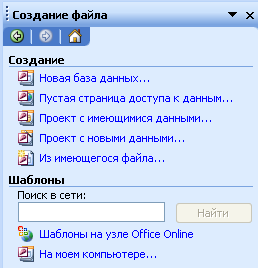 Создание файла
Создание
Новая база данных...
Пустая страница доступа к данным...
Проект с имеющимися данными...
Проект с новыми данными...
Из имеющегося файла...
Шаблоны
Поиск в сети:
Найти
Шаблоны на узле Office Online
На моем компьютере...